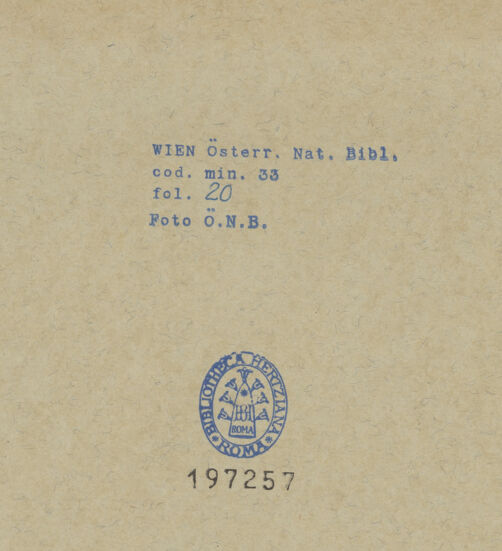 WIEN Österr. Nat. Bibl.
cod. min. 33
fol. 20
Foto Ö.N.B.
BIBLIOTHECA HERTZIANA
ROMA
ROMA
197257